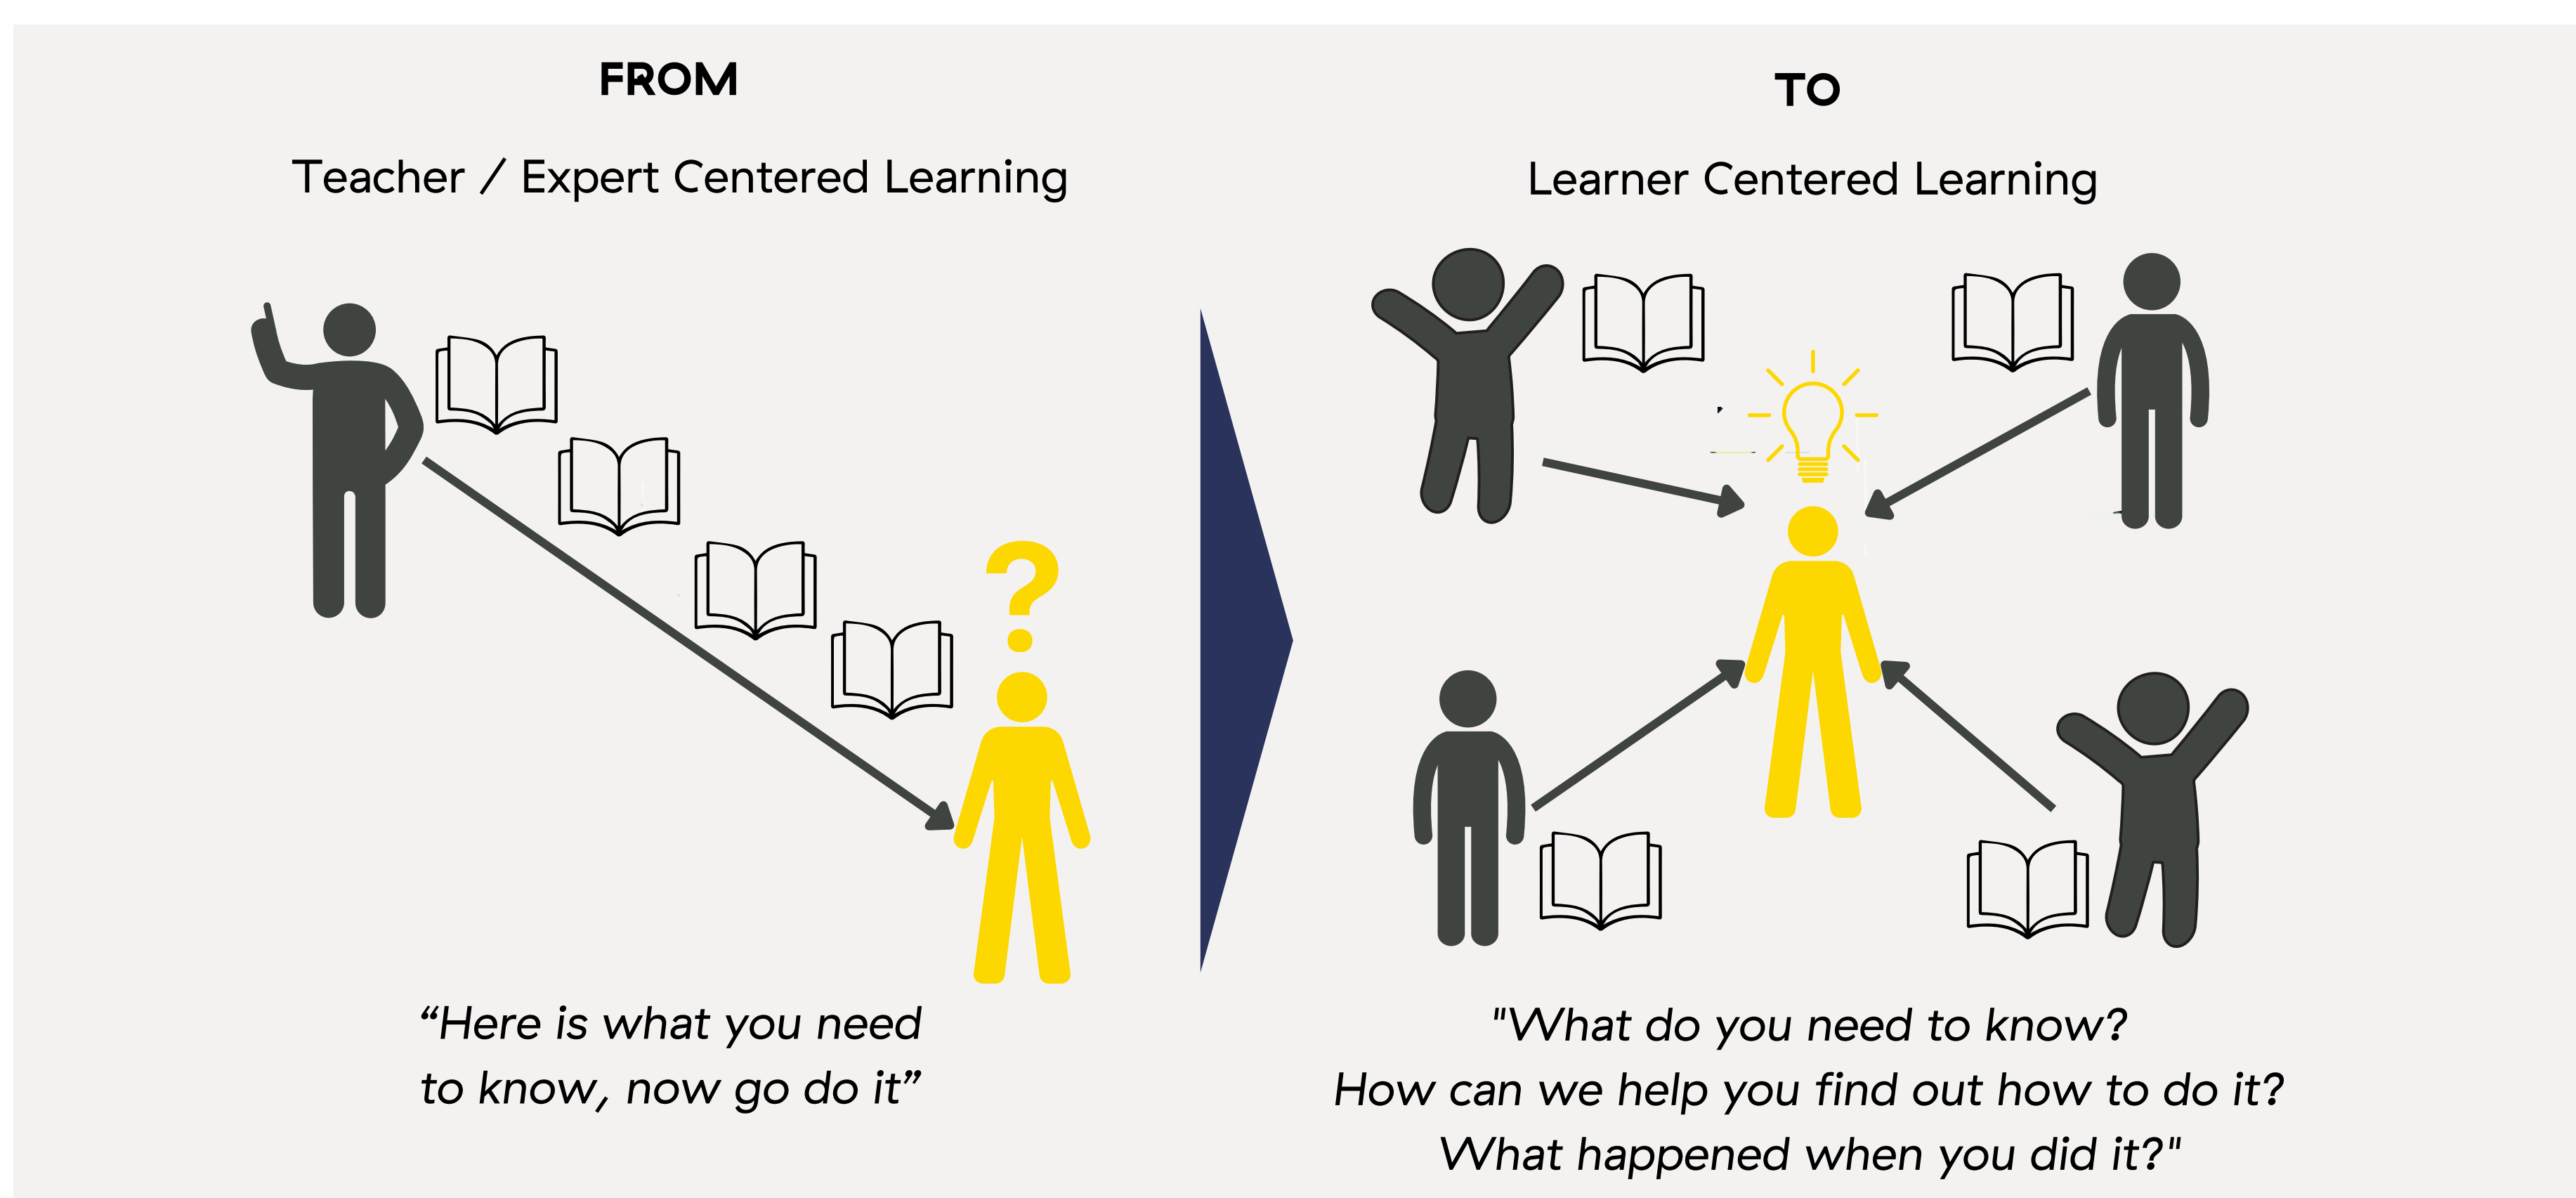 FROM
Teacher / Expert Centered Learning
?
“Here is what you need
to know, now go do it”
TO
Learner Centered Learning
"What do you need to know?
How can we help you find out how to do it?
What happened when you did it?"